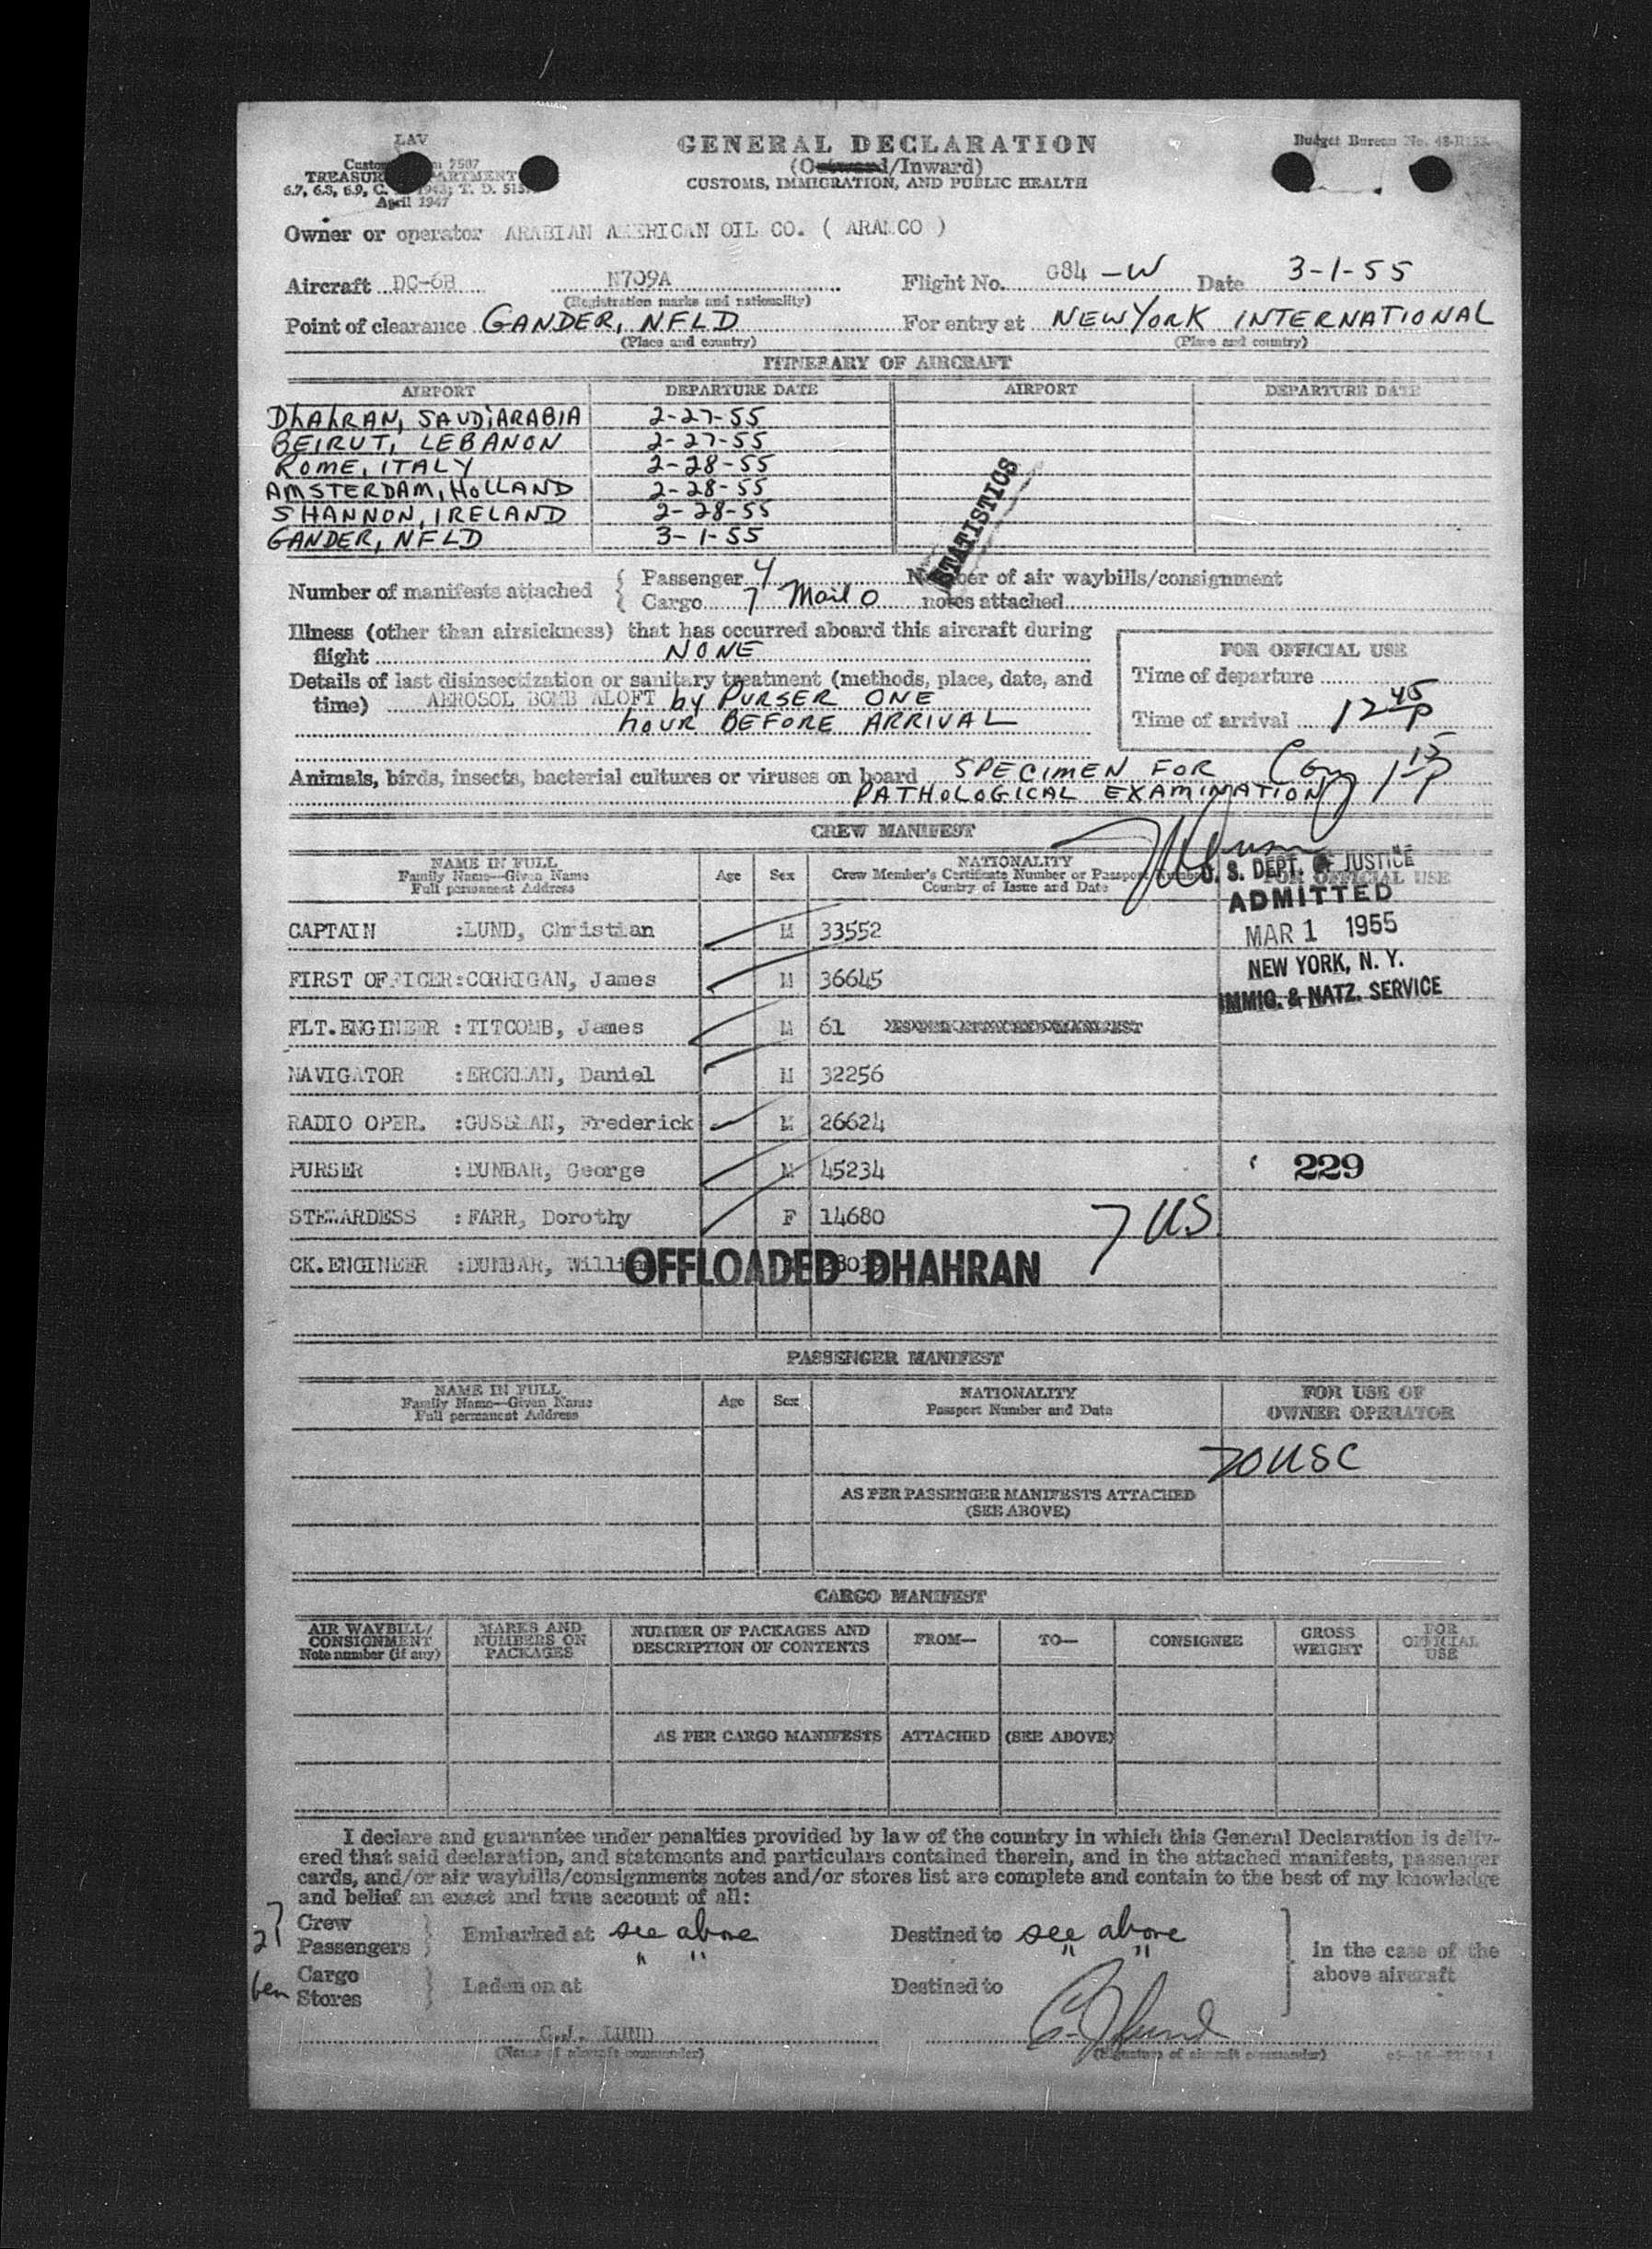 LAV
GENERAL DECLARATION
Budget Bureau No.
(Outward/Inward)
CUSTOMS, IMMIGRATION, AND PUBLIC HEALTH
April 1947
Owner or operator ARABIAN AMERICAN OIL CO. ( ARAMCO )
Aircraft DC-6B N709A Flight No. G84 -W Date 3-1-55
(Registration marks and nationality)
Point of clearance GANDER, NFLD For entry at NEW YORK INTERNATIONAL
(Place and country) (Place and country)
ITINERARY OF AIRCRAFT
AIRPORT DEPARTURE DATE AIRPORT DEPARTURE DATE
DhAhRAN, SAUDiARABIA 2-27-55
BEIRUT, LEBANON 2-27-55
ROME, ITALY 2-28-55
AMSTERDAM, HOLLAND 2-28-55
SHANNON, IRELAND 2-28-55
GANDER, NFLD 3-1-55
STATISTICS
Number of manifests attached { Passenger 4 Number of air waybills/consignment
Cargo 7 Mail 0 notes attached
Illness (other than airsickness) that has occurred aboard this aircraft during
flight NONE
FOR OFFICIAL USE
Details of last disinsectization or sanitary treatment (methods, place, date, and
time) AEROSOL BOMB ALOFT by PURSER ONE
hOUR BEFORE ARRIVAL
Time of departure
Time of arrival 12 45 P
Animals, birds, insects, bacterial cultures or viruses on board SPECIMEN FOR
PATHOLOGICAL EXAMINATION
1 15 P
CREW MANIFEST
NAME IN FULL
Family Name—Given Name
Full permanent Address
Age Sex
NATIONALITY
Crew Member's Certificate Number or Passport Number
Country of Issue and Date
FOR OFFICIAL USE
U. S. DEPT. OF JUSTICE
ADMITTED
MAR 1 1955
NEW YORK, N. Y.
IMMIG. & NATZ. SERVICE
CAPTAIN :LUND, Christian M 33552
FIRST OFFICER:CORRIGAN, James M 36645
FLT.ENGINEER :TITCOMB, James M 61
NAVIGATOR :ERCKMAN, Daniel M 32256
RADIO OPER. :GUSSMAN, Frederick M 26624
PURSER :DUNBAR, George M 45234 229
STEWARDESS :FARR, Dorothy F 14680 7 US
CK.ENGINEER :DUNBAR, William
OFFLOADED DHAHRAN
PASSENGER MANIFEST
NAME IN FULL
Family Name—Given Name
Full permanent Address
Age Sex
NATIONALITY
Passport Number and Date
FOR USE OF
OWNER OPERATOR
70 USC
AS PER PASSENGER MANIFESTS ATTACHED
(SEE ABOVE)
CARGO MANIFEST
AIR WAYBILL/
CONSIGNMENT
Note number (if any)
MARKS AND
NUMBERS ON
PACKAGES
NUMBER OF PACKAGES AND
DESCRIPTION OF CONTENTS
FROM— TO— CONSIGNEE
GROSS
WEIGHT
FOR
OFFICIAL
USE
AS PER CARGO MANIFESTS ATTACHED (SEE ABOVE)
I declare and guarantee under penalties provided by law of the country in which this General Declaration is deliv-
ered that said declaration, and statements and particulars contained therein, and in the attached manifests, passenger
cards, and/or air waybills/consignments notes and/or stores list are complete and contain to the best of my knowledge
and belief an exact and true account of all:
Crew
Passengers
Embarked at see above
" "
Destined to see above
" "
in the case of the
above aircraft
Cargo
Stores
Laden on at
Destined to
C.J. LUND
C. J. Lund
(Name of aircraft commander) (Signature of aircraft commander)